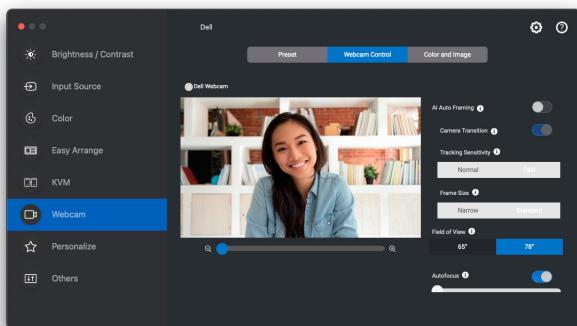 Dell
Brightness / Contrast
Input Source
Color
Easy Arrange
KVM
Webcam
Personalize
Others
Preset
Webcam Control
Color and Image
Dell Webcam
AI Auto Framing
Camera Transition
Tracking Sensitivity
Normal
Fast
Frame Size
Narrow
Standard
Field of View
65°
78°
Autofocus